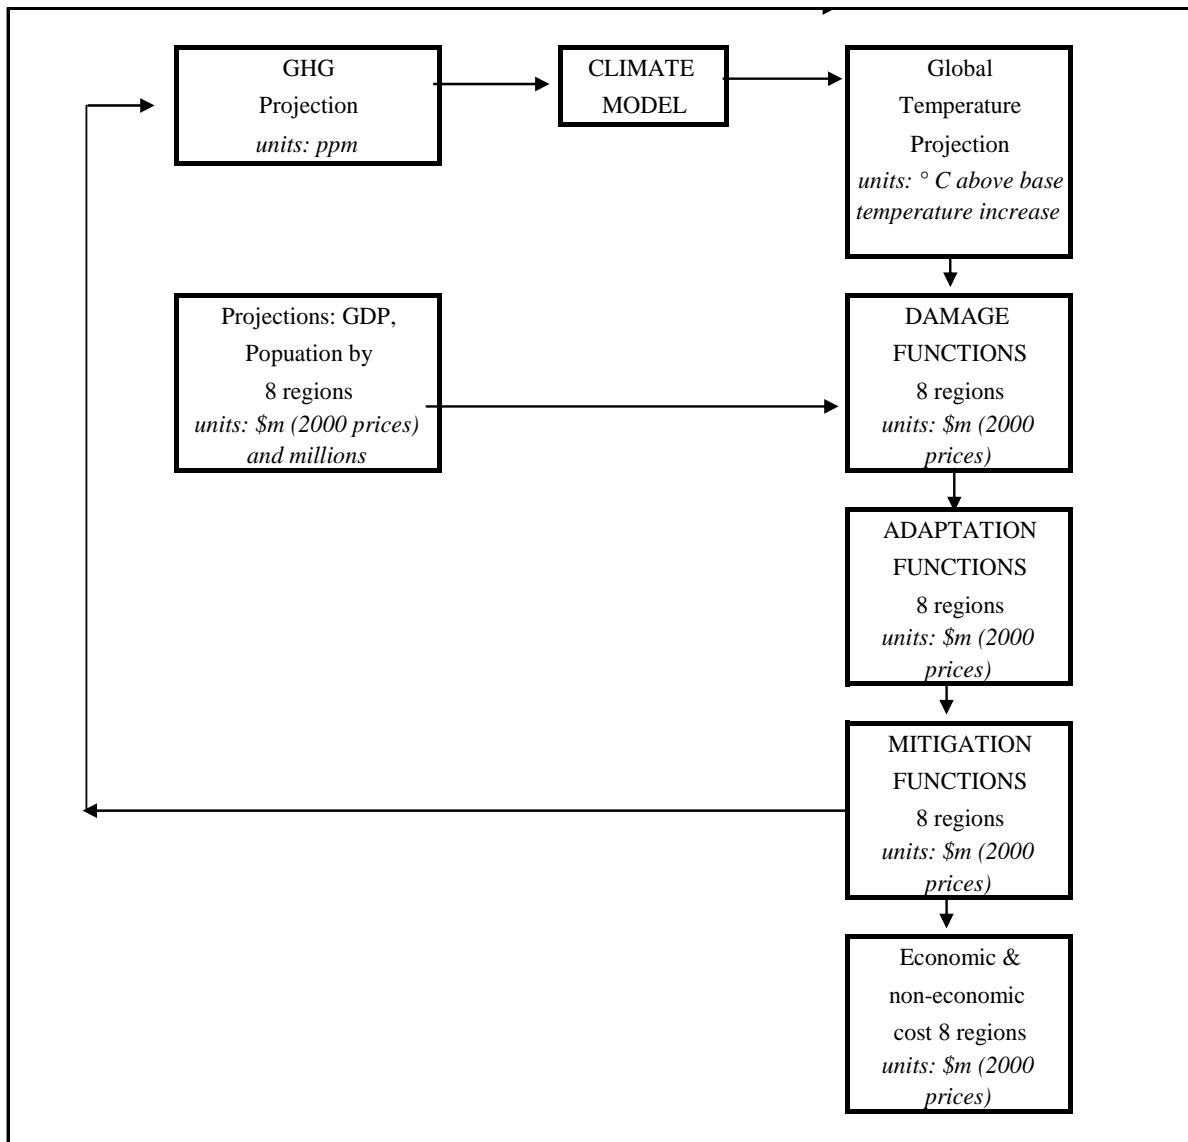 GHG
Projection
units: ppm
CLIMATE
MODEL
Global
Temperature
Projection
units: ° C above base
temperature increase
Projections: GDP,
Popuation by
8 regions
units: $m (2000 prices)
and millions
DAMAGE
FUNCTIONS
8 regions
units: $m (2000
prices)
ADAPTATION
FUNCTIONS
8 regions
units: $m (2000
prices)
MITIGATION
FUNCTIONS
8 regions
units: $m (2000
prices)
Economic &
non-economic
cost 8 regions
units: $m (2000
prices)